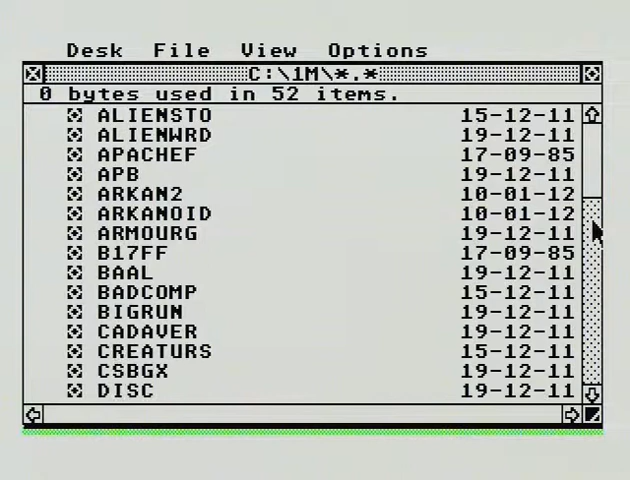 Desk File View Options
C:\1M\*.*
0 bytes used in 52 items.
ALIENSTO 15-12-11
ALIENWRD 19-12-11
APACHEF 17-09-85
APB 19-12-11
ARKAN2 10-01-12
ARKANOID 10-01-12
ARMOURG 19-12-11
B17FF 17-09-85
BAAL 19-12-11
BADCOMP 15-12-11
BIGRUN 19-12-11
CADAVER 19-12-11
CREATURS 15-12-11
CSBGX 19-12-11
DISC 19-12-11